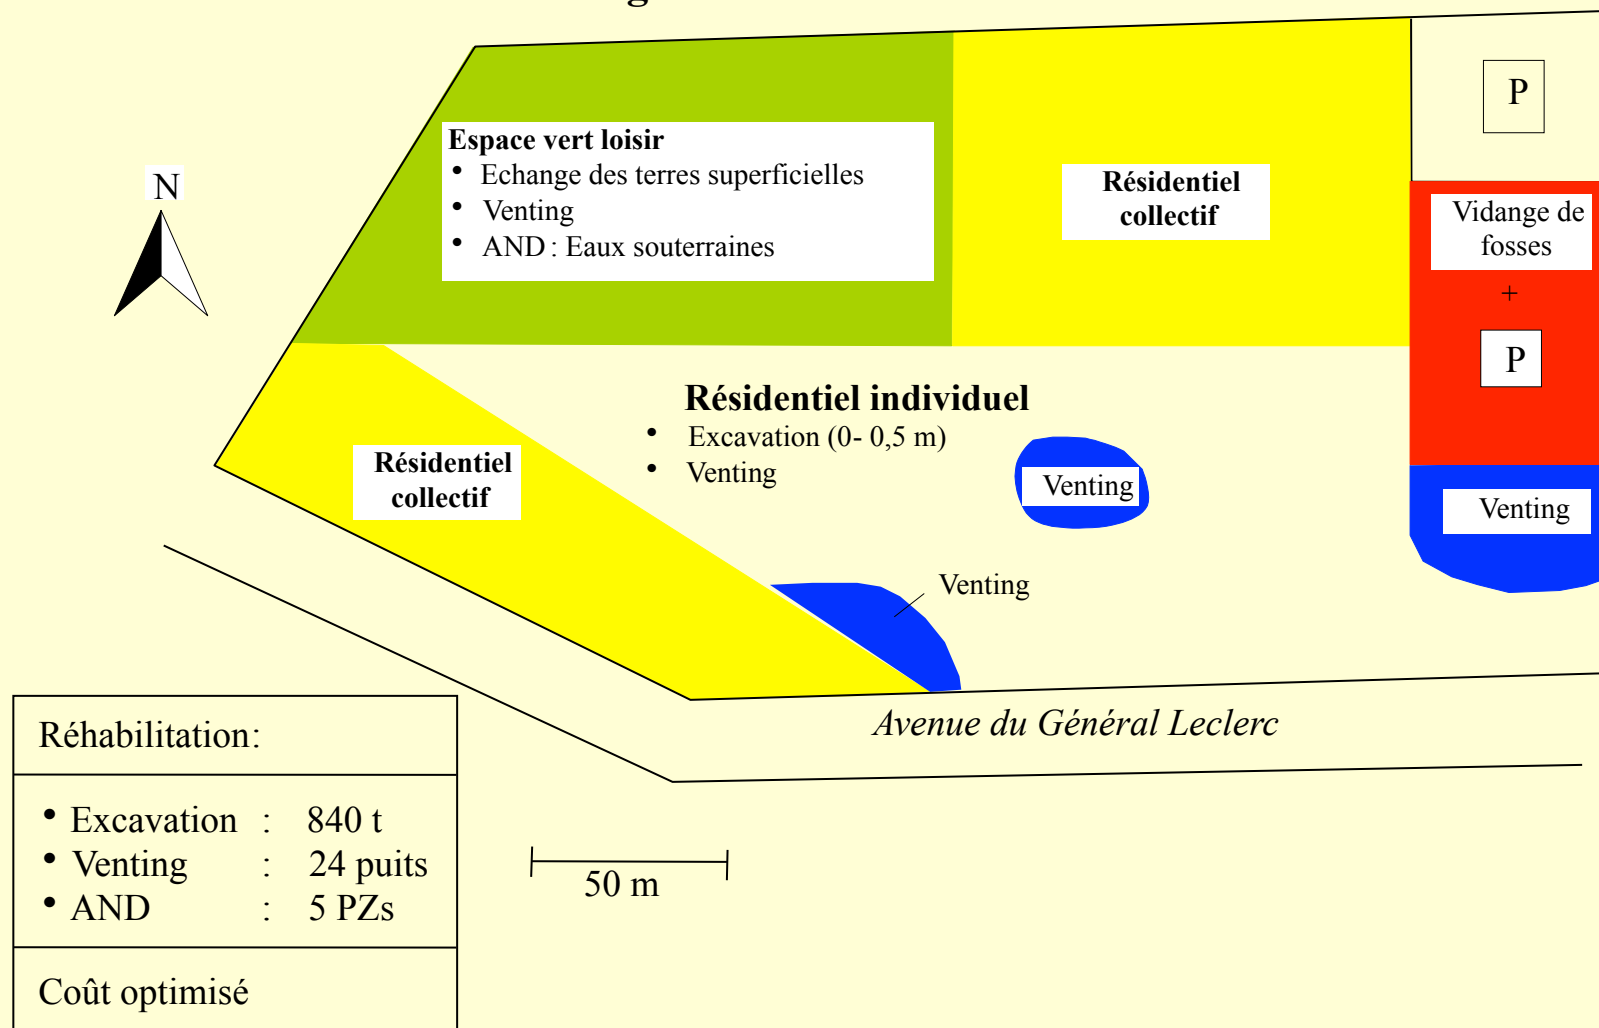 N
Espace vert loisir
• Echange des terres superficielles
• Venting
• AND : Eaux souterraines
Résidentiel
collectif
P
Vidange de
fosses
+
P
Venting
Résidentiel individuel
• Excavation (0- 0,5 m)
• Venting
Venting
Venting
Résidentiel
collectif
Avenue du Général Leclerc
Réhabilitation:
• Excavation : 840 t
• Venting : 24 puits
• AND : 5 PZs
Coût optimisé
50 m